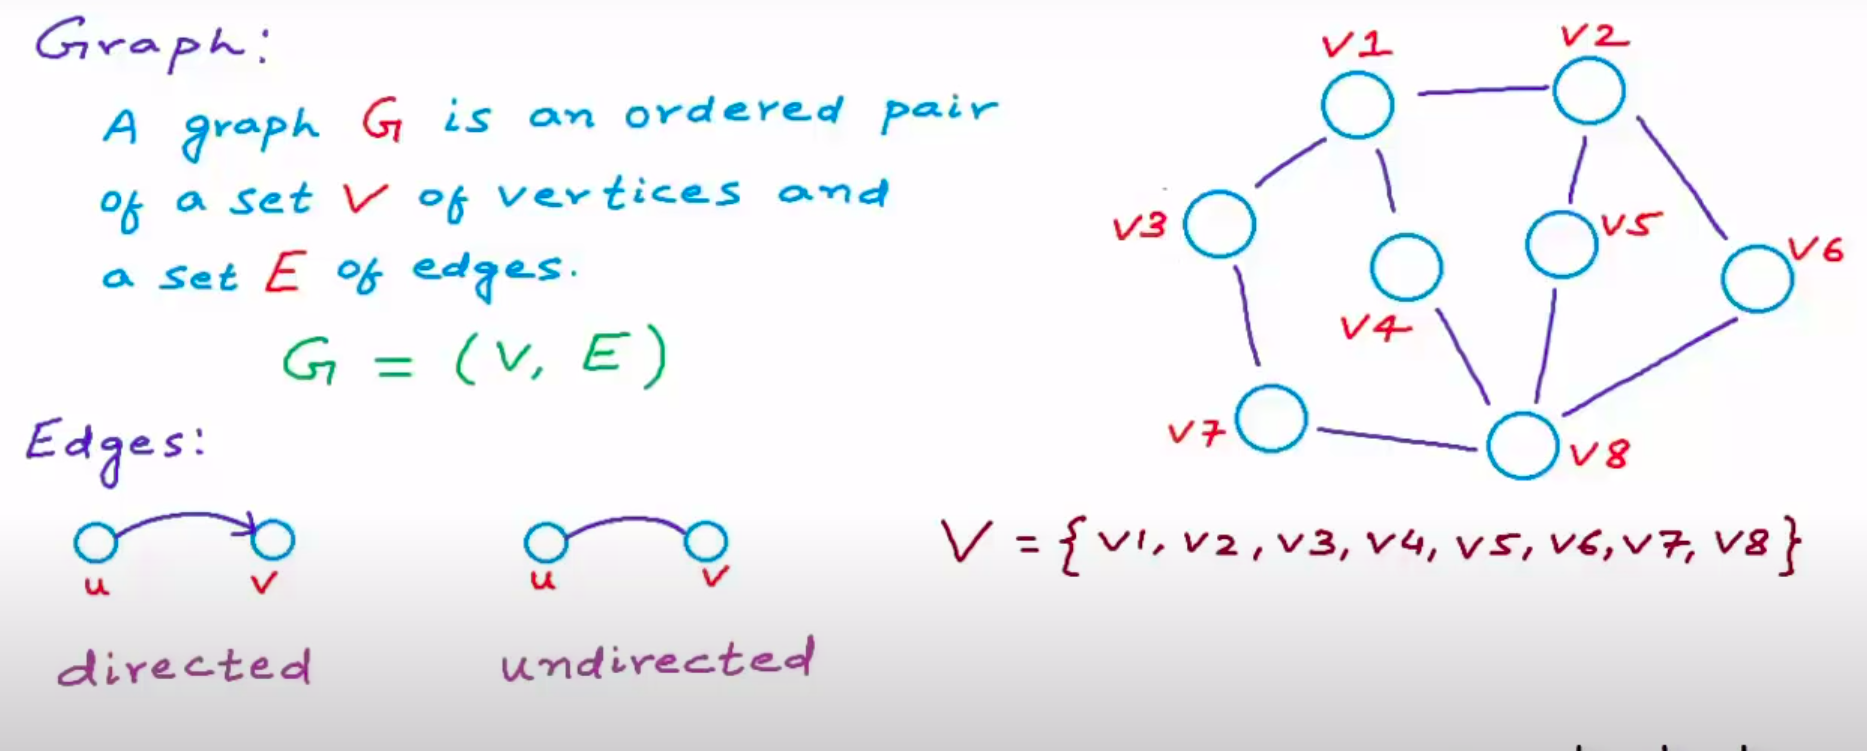 Graph:
A graph G is an ordered pair
of a set V of vertices and
a set E of edges.
G = (V, E)
Edges:
u v
directed
u v
undirected
v1 v2
v3 v5 v6
v4
v7 v8
V = { v1, v2, v3, v4, v5, v6, v7, v8 }